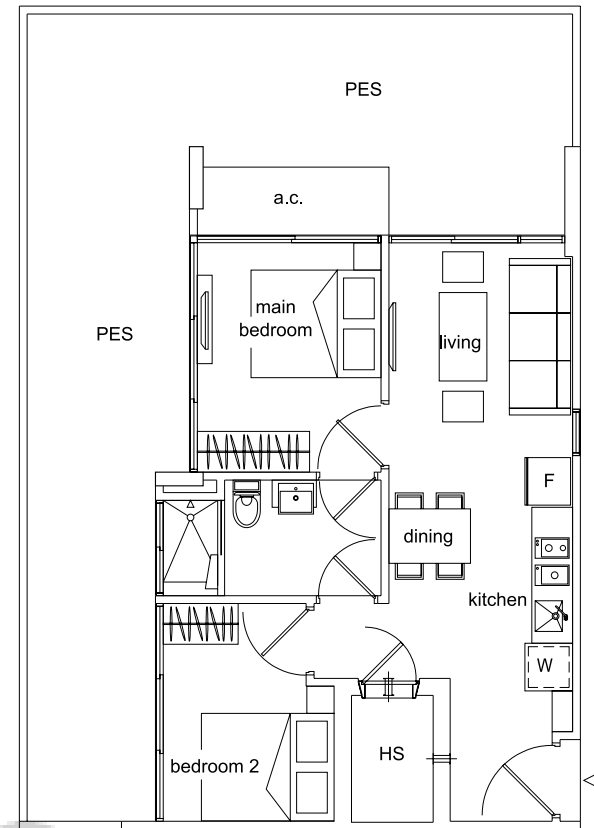 PES
a.c.
main
bedroom
PES
living
F
dining
kitchen
W
HS
bedroom 2